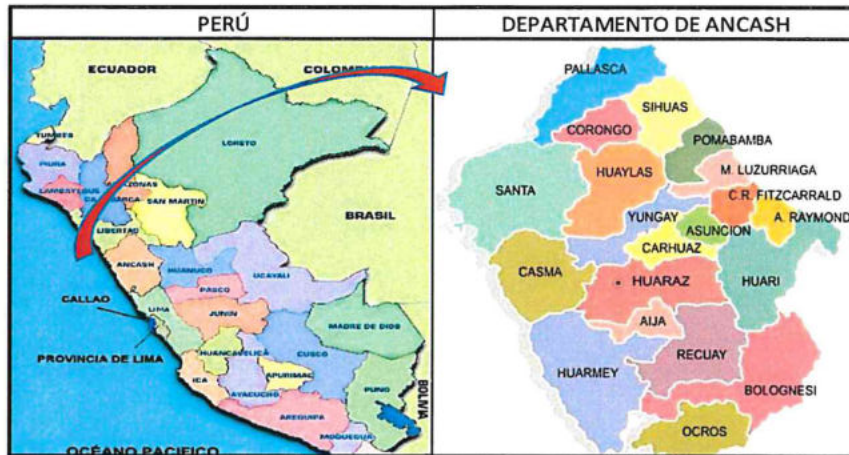 PERÚ
DEPARTAMENTO DE ANCASH
ECUADOR
TUMBES
PIURA
LORETO
AMAZONAS
SAN MARTIN
LIBERTAD
BRASIL
ANCASH
HUANUCO
UCAYALI
PASCO
CALLAO
LIMA
JUNIN
MADRE DE DIOS
PROVINCIA DE LIMA
HUANCAVELICA
CUSCO
ICA
APURIMAC
AYACUCHO
PUNO
BOLIVIA
AREQUIPA
MOQUEGUA
OCÉANO PACIFICO
PALLASCA
SIHUAS
CORONGO
POMABAMBA
HUAYLAS
M. LUZURRIAGA
SANTA
C.R. FITZCARRALD
YUNGAY
A. RAYMOND
ASUNCION
CARHUAZ
CASMA
HUARAZ
HUARI
AIJA
HUARMEY
RECUAY
BOLOGNESI
OCROS